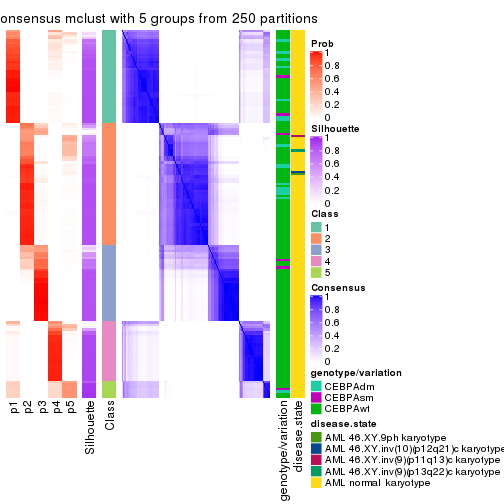 onsensus mclust with 5 groups from 250 partitions
Prob
1
0.8
0.6
0.4
0.2
0
Silhouette
1
0.8
0.6
0.4
0.2
0
Class
1
2
3
4
5
Consensus
1
0.8
0.6
0.4
0.2
0
genotype/variation
CEBPAdm
CEBPAsm
CEBPAwt
disease.state
AML 46.XY.9ph karyotype
AML 46.XY.inv(10)(p12q21)c karyotype
AML 46.XY.inv(9)(p11q13)c karyotype
AML 46.XY.inv(9)(p13q22)c karyotype
AML normal karyotype
p1
p2
p3
p4
p5
Silhouette
Class
genotype/variation
disease.state